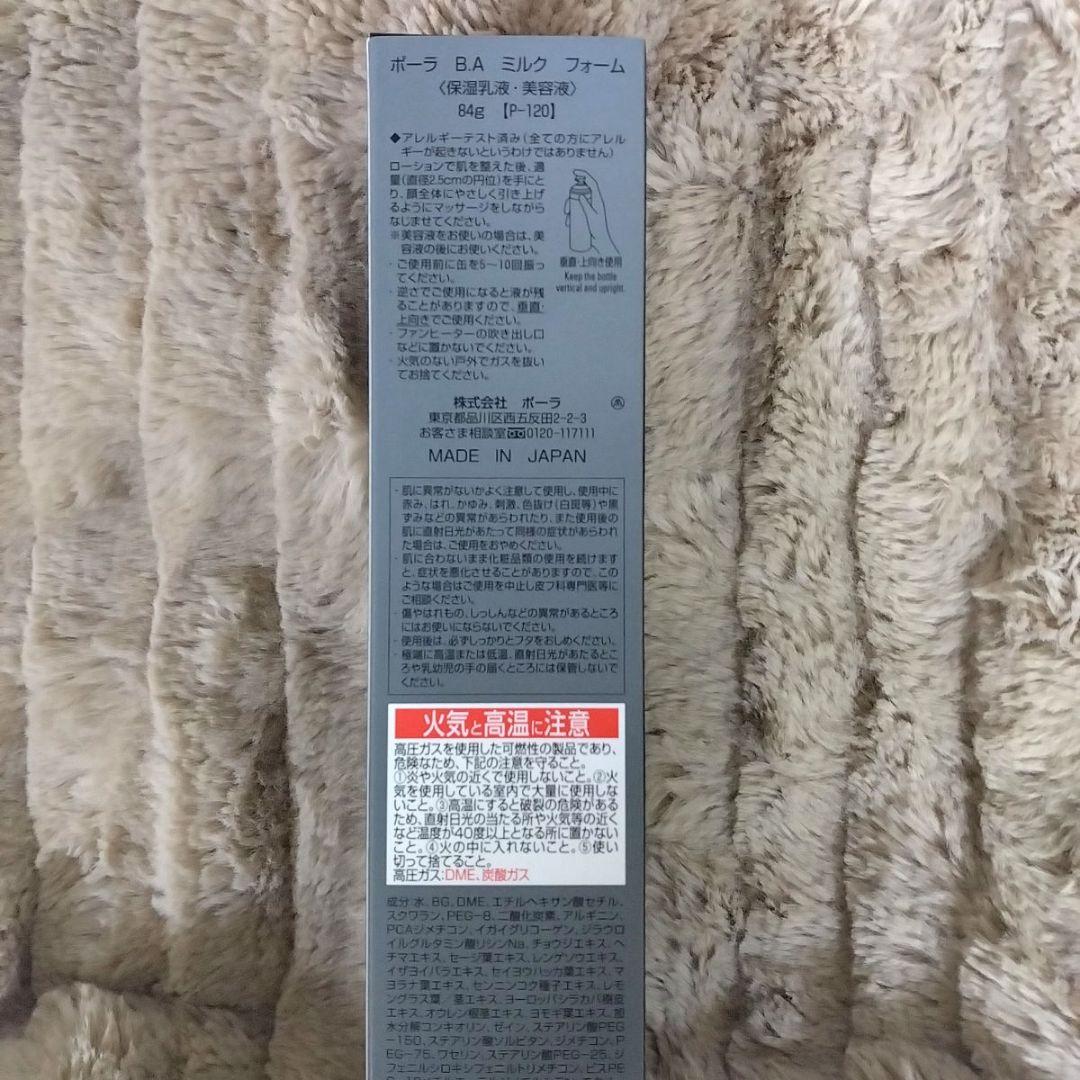 ポーラ B.A ミルク フォーム
〈保湿乳液・美容液〉
84g 【P-120】
◆アレルギーテスト済み(全ての方にアレル
ギーが起きないというわけではありません)
ローションで肌を整えた後、適
量(直径2.5cmの円位)を手にと
り、顔全体にやさしく引き上げ
るようにマッサージをしながら
なじませてください。
※美容液をお使いの場合は、美
容液の後にお使いください。
・ご使用前に缶を5〜10回振っ
てください。
・逆さでご使用になると液が残
ることがありますので、垂直・
上向きでご使用ください。
・ファンヒーターの吹き出し口
などに置かないでください。
・火気のない戸外でガスを抜い
てお捨てください。
垂直・上向き使用
Keep the bottle
vertical and upright.
株式会社 ポーラ
東京都品川区西五反田2-2-3
お客さま相談室0120-117111
MADE IN JAPAN
・肌に異常がないかよく注意して使用し、使用中に
赤み、はれ、かゆみ、刺激、色抜け(白斑等)や黒
ずみなどの異常があらわれたり、また使用後の
肌に直射日光があたって同様の症状があらわれ
た場合は、ご使用をおやめください。
・肌に合わないまま化粧品類の使用を続けます
と、症状を悪化させることがありますので、この
ような場合はご使用を中止し皮フ科専門医等に
ご相談ください。
・傷やはれもの、しっしんなどの異常があるところ
にはお使いにならないでください。
・使用後は、必ずしっかりとフタをおしめください。
・極端に高温または低温、直射日光があたるとこ
ろや乳幼児の手の届くところには保管しないで
ください。
火気と高温に注意
高圧ガスを使用した可燃性の製品であり、
危険なため、下記の注意を守ること。
①炎や火気の近くで使用しないこと。②火
気を使用している室内で大量に使用しな
いこと。③高温にすると破裂の危険がある
ため、直射日光の当たる所や火気等の近く
など温度が40度以上となる所に置かない
こと。④火の中に入れないこと。⑤使い
切って捨てること。
高圧ガス:DME、炭酸ガス
成分:水、BG、DME、エチルヘキサン酸セチル、
スクワラン、PEG-8、二酸化炭素、アルギニン、
PCAジメチコン、イガイグリコーゲン、ジラウロ
イルグルタミン酸リシンNa、チョウジエキス、ヘ
チマエキス、セージ葉エキス、レンゲソウエキス、
イザヨイバラエキス、セイヨウハッカ葉エキス、マ
ヨラナ葉エキス、センニンコク種子エキス、レモ
ングラス葉/茎エキス、ヨーロッパシラカバ樹皮
エキス、オウレン根茎エキス、ヨモギ葉エキス、加
水分解コンキオリン、ゼイン、ステアリン酸PEG
-150、ステアリン酸ソルビタン、ジメチコン、P
EG-75、ワセリン、ステアリン酸PEG-25、ジ
フェニルシロキシフェニルトリメチコン、ビスPE